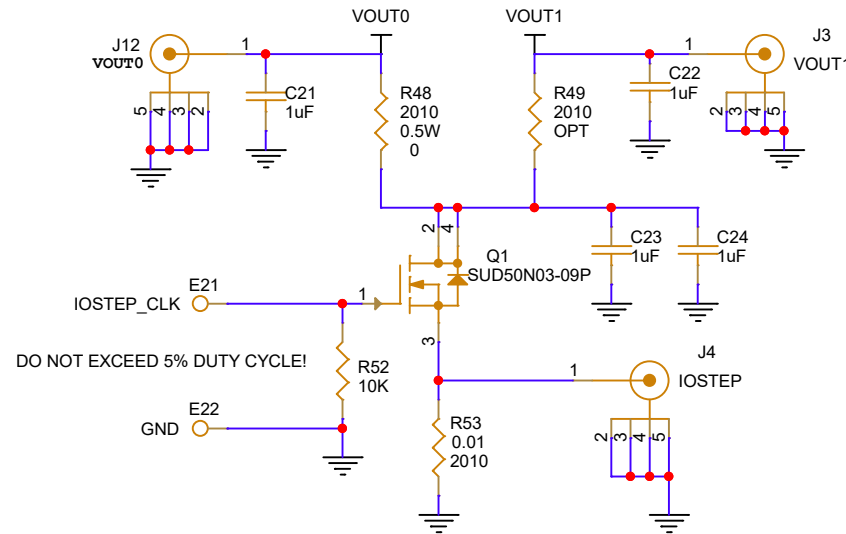 VOUT0
VOUT1
J12
VOUT0
1
5
4
3
2
C21
1uF
R48
2010
0.5W
0
R49
2010
OPT
C22
1uF
1
J3
VOUT1
2
3
4
5
2
4
Q1
SUD50N03-09P
C23
1uF
C24
1uF
E21
IOSTEP_CLK
1
3
DO NOT EXCEED 5% DUTY CYCLE!
R52
10K
E22
GND
R53
0.01
2010
1
J4
IOSTEP
2
3
4
5